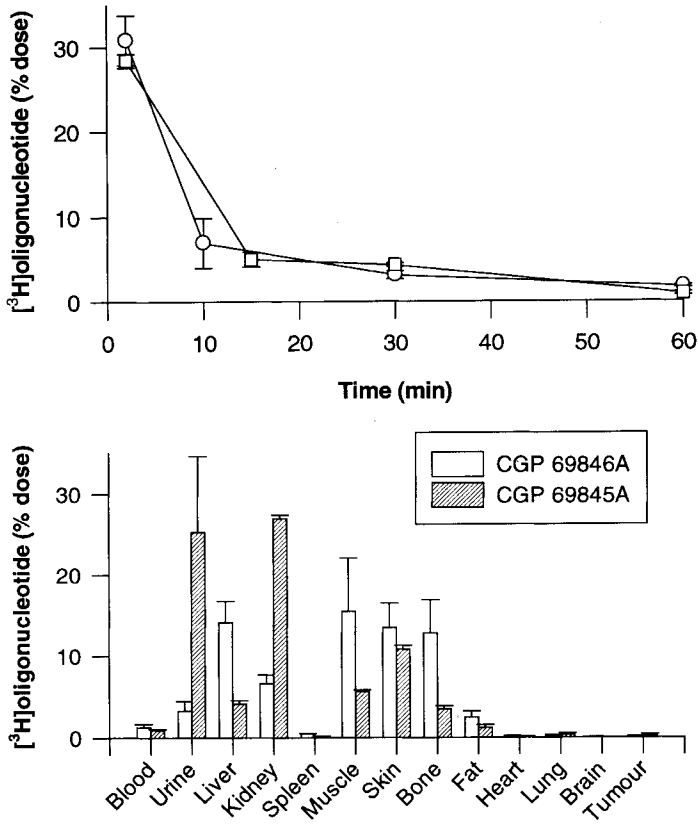 [³H]oligonucleotide (% dose)
30
20
10
0
0 10 20 30 40 50 60
Time (min)
[³H]oligonucleotide (% dose)
30
20
10
0
CGP 69846A
CGP 69845A
Blood Urine Liver Kidney Spleen Muscle Skin Bone Fat Heart Lung Brain Tumour